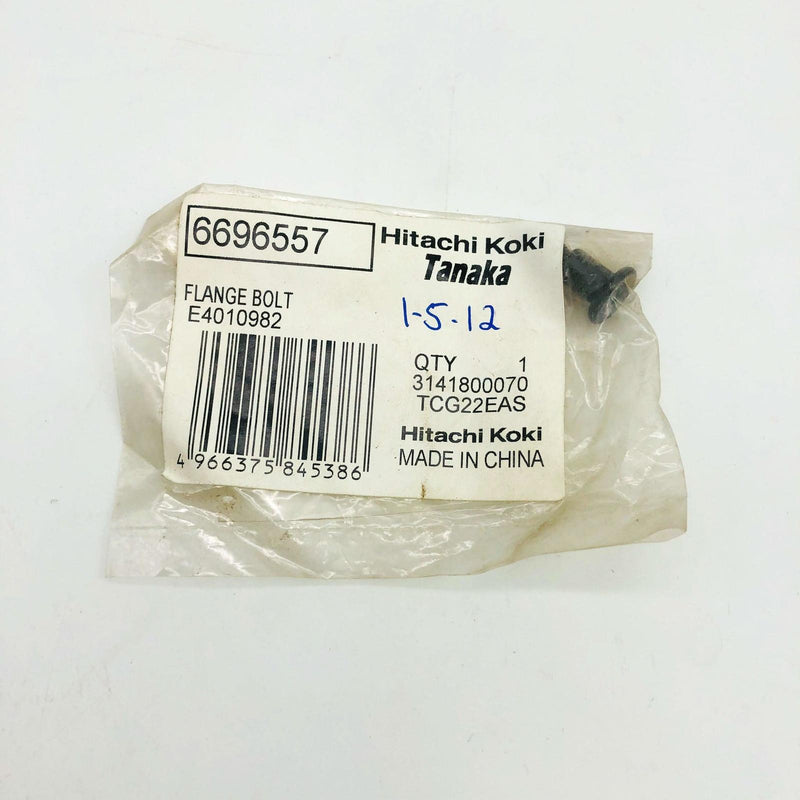 6696557
Hitachi Koki
Tanaka
FLANGE BOLT
E4010982
1-5-12
QTY 1
3141800070
TCG22EAS
Hitachi Koki
MADE IN CHINA
4 966375 845386